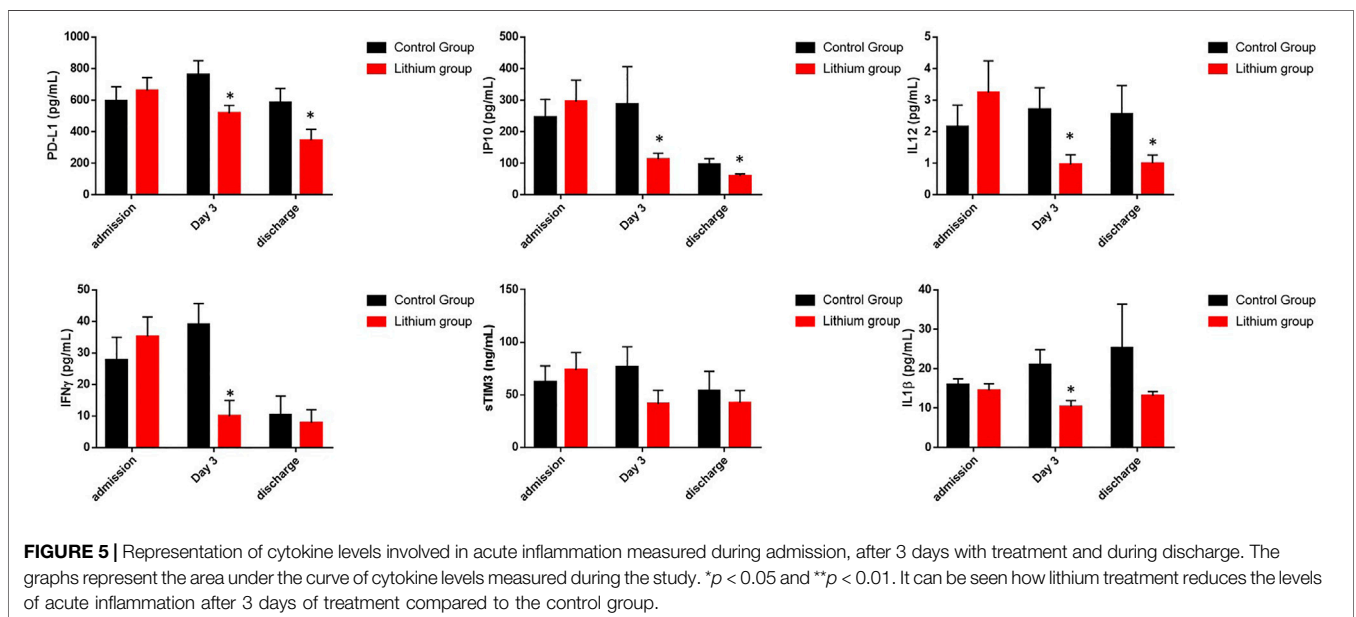 1000
800
600
400
200
0
PD-L1 (pg/mL)
*
*
admission
Day 3
discharge
Control Group
Lithium group
400
300
200
100
0
IP10 (pg/mL)
*
*
admission
Day 3
discharge
Control Group
Lithium group
5
4
3
2
1
0
IL12 (pg/mL)
*
*
admission
Day 3
discharge
Control Group
Lithium group
50
40
30
20
10
0
IFNγ (pg/mL)
*
admission
Day 3
discharge
Control Group
Lithium group
150
100
50
0
sTIM3 (ng/mL)
admission
Day 3
discharge
Control Group
Lithium group
40
30
20
10
0
IL1β (pg/mL)
*
admission
Day 3
discharge
Control Group
Lithium group
FIGURE 5 | Representation of cytokine levels involved in acute inflammation measured during admission, after 3 days with treatment and during discharge. The
graphs represent the area under the curve of cytokine levels measured during the study. *p < 0.05 and **p < 0.01. It can be seen how lithium treatment reduces the levels
of acute inflammation after 3 days of treatment compared to the control group.